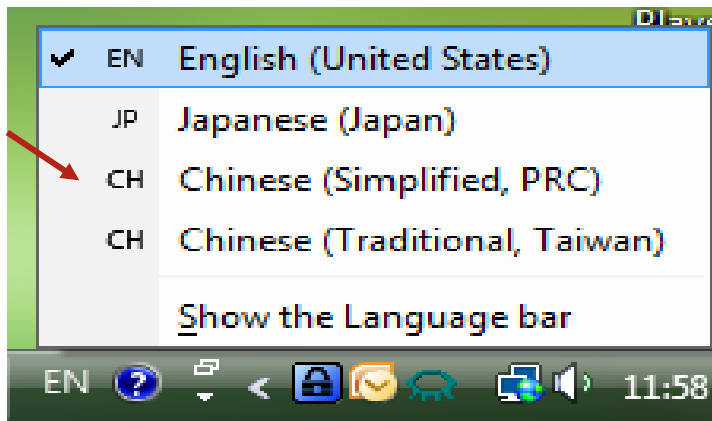 EN English (United States)
JP Japanese (Japan)
CH Chinese (Simplified, PRC)
CH Chinese (Traditional, Taiwan)
Show the Language bar
EN ? < 11:58